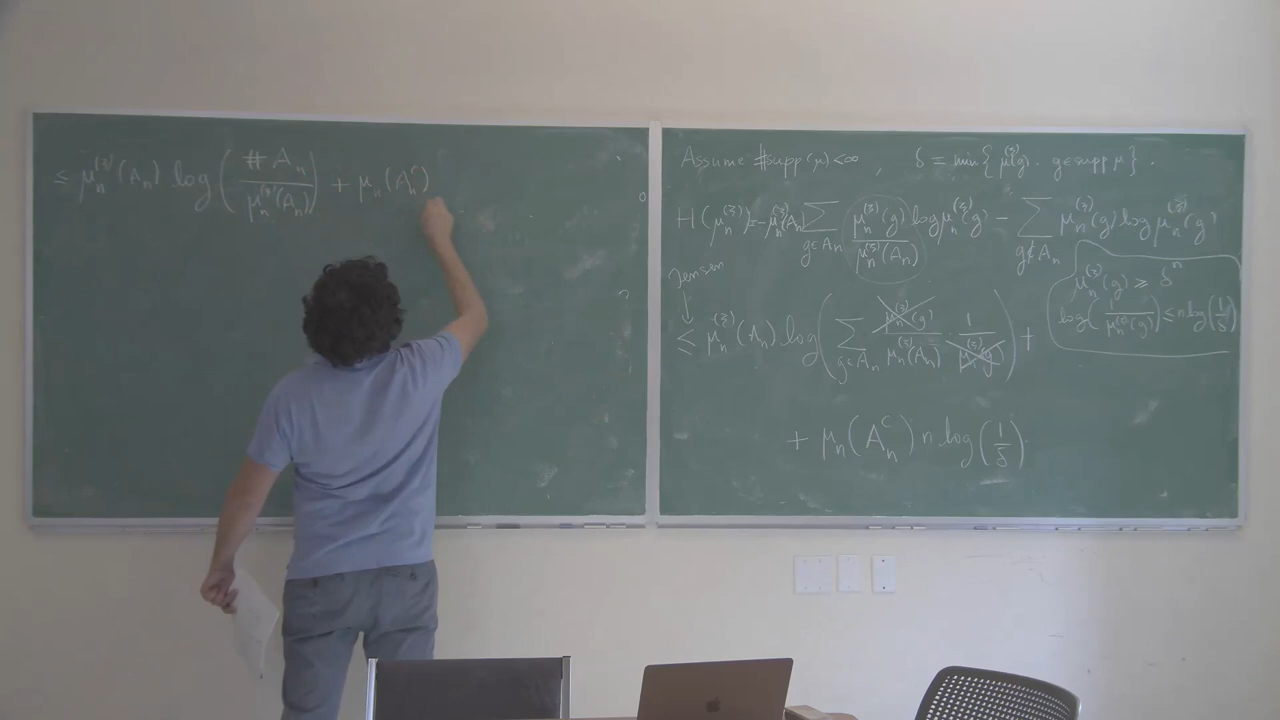 ≤ μ_n^{(ξ)}(A_n) log( # A_n / μ_n^{(ξ)}(A_n) ) + μ_n(A_n^c)
Assume #supp(μ) < ∞ , δ = min{ μ^{(ξ)}(g) . g ∈ supp μ } .
H(μ_n^{(ξ)}) = - μ_n^{(ξ)}(A_n) ∑_{g∈A_n} μ_n^{(ξ)}(g) / μ_n^{(ξ)}(A_n) log μ_n^{(ξ)}(g) - ∑_{g∉A_n} μ_n^{(ξ)}(g) log μ_n^{(ξ)}(g)
Jensen
μ_n^{(ξ)}(g) ≥ δ^n
log( 1 / μ_n^{(ξ)}(g) ) ≤ n log(1/δ)
≤ μ_n^{(ξ)}(A_n) log( ∑_{g∈A_n} μ_n^{(ξ)}(g) / μ_n^{(ξ)}(A_n) · 1 / μ_n^{(ξ)}(g) ) +
+ μ_n(A_n^c) n log(1/δ)